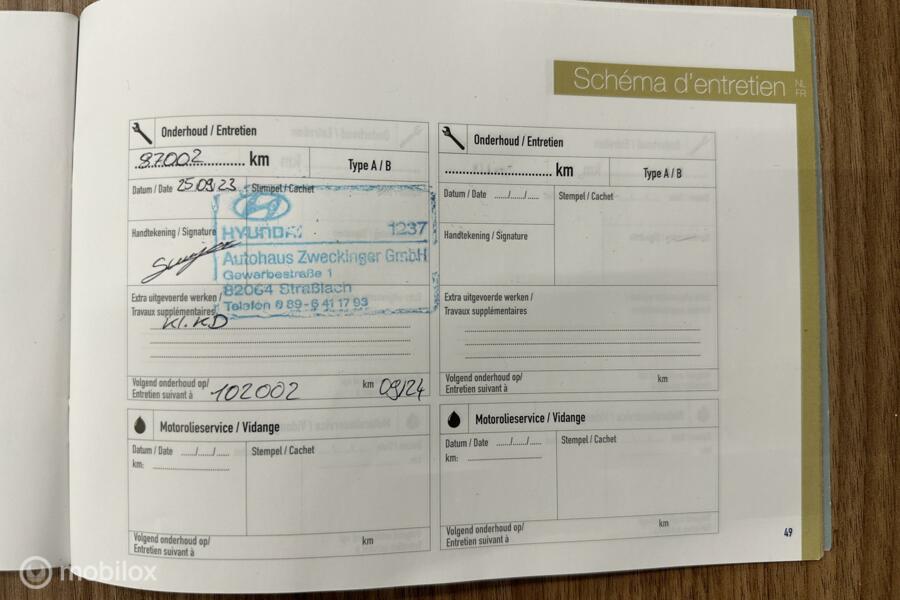 Schéma d'entretien NL
FR
Onderhoud / Entretien
87002 km
Type A / B
Datum / Date 25.09.23
Stempel / Cachet
HYUNDAI 1237
Autohaus Zweckinger GmbH
Gewerbestraße 1
82064 Straßlach
Telefon 0 89-6 41 17 93
Handtekening / Signature
Extra uitgevoerde werken /
Travaux supplémentaires
Kl. KD
Volgend onderhoud op/
Entretien suivant à
102002 km 09/24
Onderhoud / Entretien
km
Type A / B
Datum / Date ....../....../......
Stempel / Cachet
Handtekening / Signature
Extra uitgevoerde werken /
Travaux supplémentaires
Volgend onderhoud op/
Entretien suivant à
km
Motorolieservice / Vidange
Datum / Date ....../....../......
km:
Stempel / Cachet
Volgend onderhoud op/
Entretien suivant à
km
Motorolieservice / Vidange
Datum / Date ....../....../......
km:
Stempel / Cachet
Volgend onderhoud op/
Entretien suivant à
km
49
mobilox